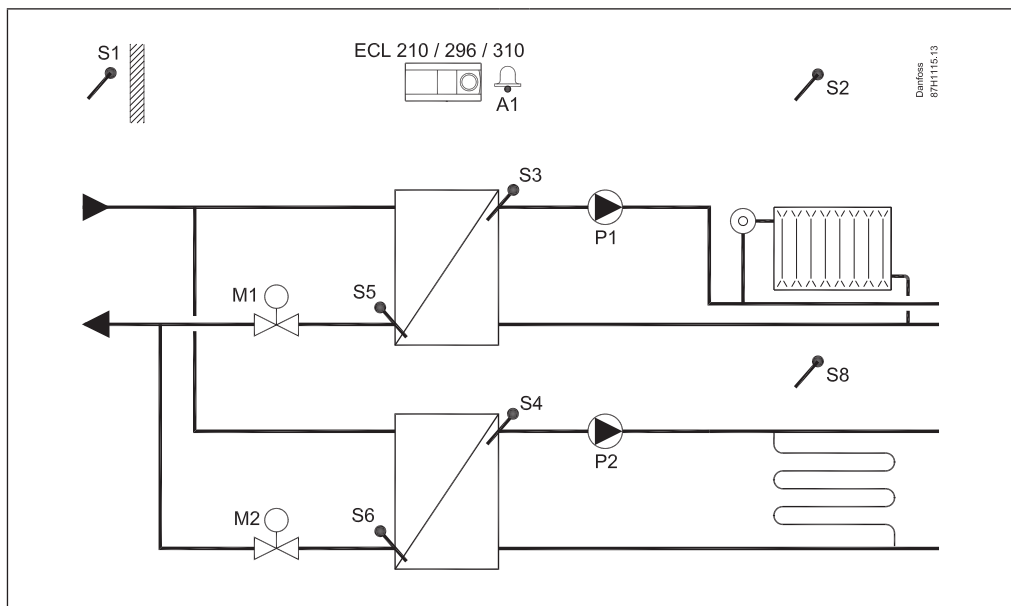 S1
ECL 210 / 296 / 310
A1
S2
Danfoss
87H1115.13
S3
P1
M1
S5
S8
S4
P2
M2
S6